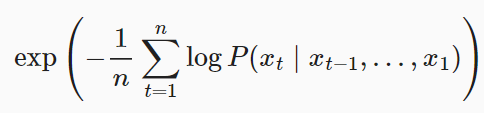 exp ( − 1/n ∑_{t=1}^{n} log P(x_t | x_{t−1}, …, x_1) )